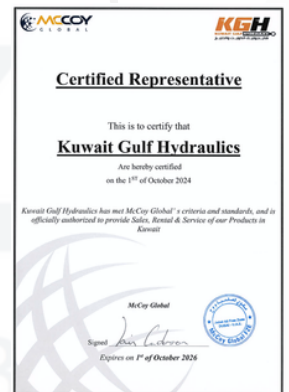 McCOY
GLOBAL
KGH
Certified Representative
This is to certify that
Kuwait Gulf Hydraulics
Are hereby certified
on the 1ST of October 2024
Kuwait Gulf Hydraulics has met McCoy Global' s criteria and standards, and is
officially authorized to provide Sales, Rental & Service of our Products in
Kuwait
McCoy Global
Signed
Expires on 1st of October 2026
McCoy Global FZE